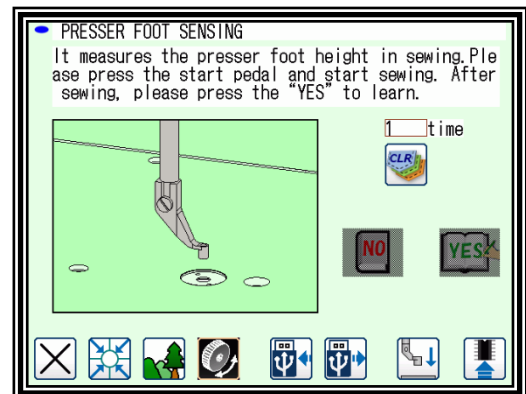 PRESSER FOOT SENSING
It measures the presser foot height in sewing.Ple
ase press the start pedal and start sewing. After
sewing, please press the “YES” to learn.
1 time
CLR
NO YES